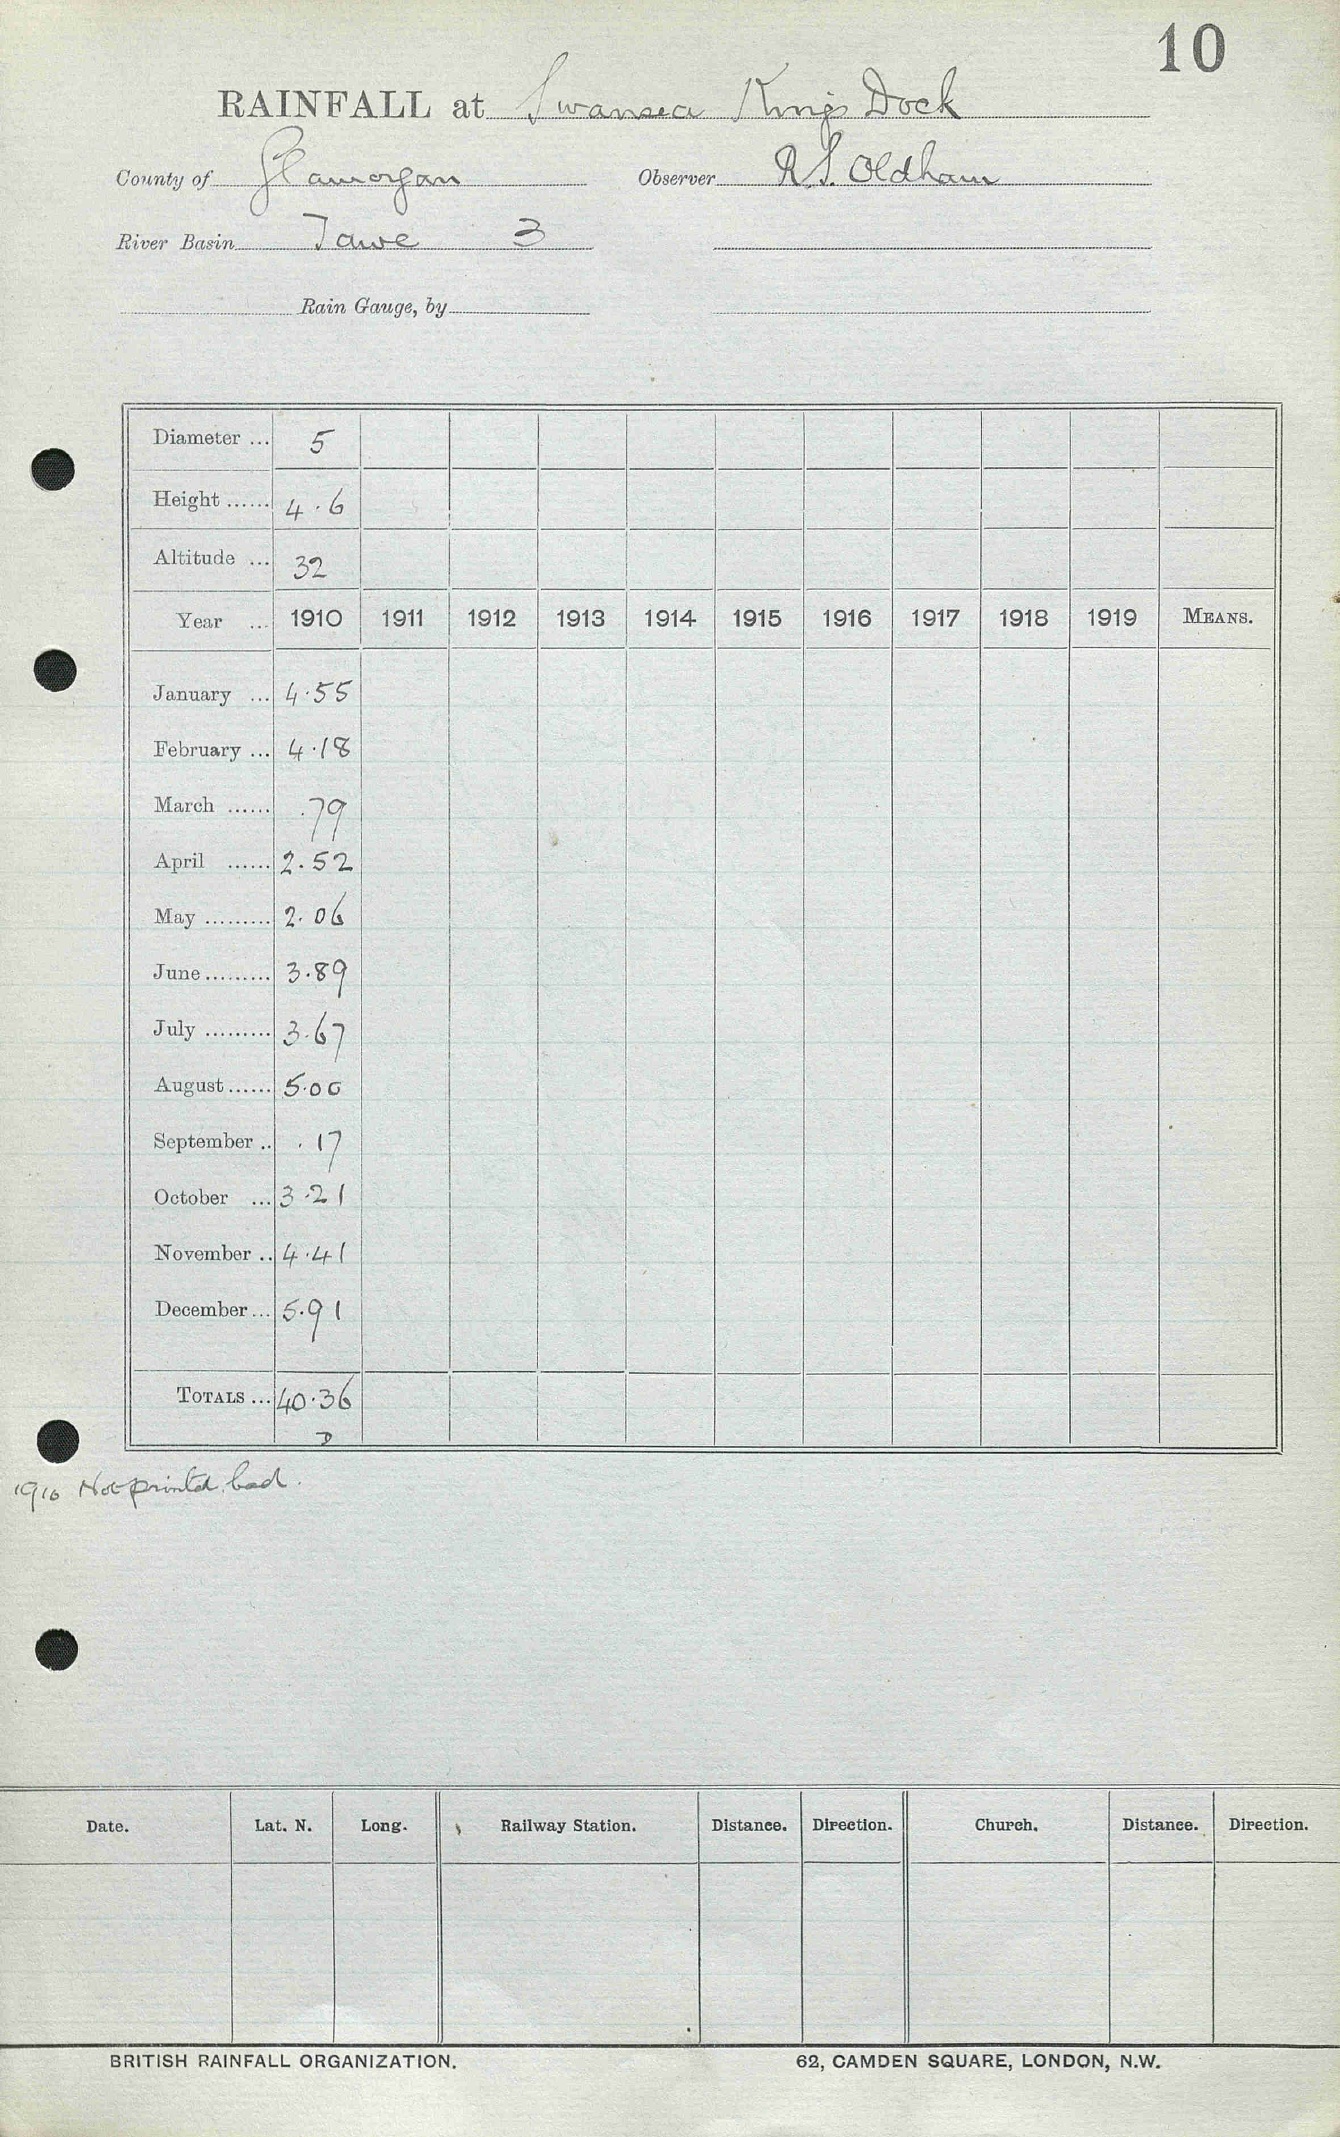 10
RAINFALL at Swansea Kings Dock
County of Glamorgan Observer R.S. Oldham
River Basin Tawe 3
Rain Gauge, by
Diameter ... 5
Height ...... 4.6
Altitude ... 32
Year ... 1910 1911 1912 1913 1914 1915 1916 1917 1918 1919 MEANS.
January ... 4.55
February ... 4.18
March ...... .79
April ...... 2.52
May ......... 2.06
June ......... 3.89
July ......... 3.67
August ...... 5.00
September .. .17
October ... 3.21
November .. 4.41
December ... 5.91
TOTALS ... 40.36
D
1910 Not printed. bad.
Date. Lat. N. Long. Railway Station. Distance. Direction. Church. Distance. Direction.
BRITISH RAINFALL ORGANIZATION. 62, CAMDEN SQUARE, LONDON, N.W.